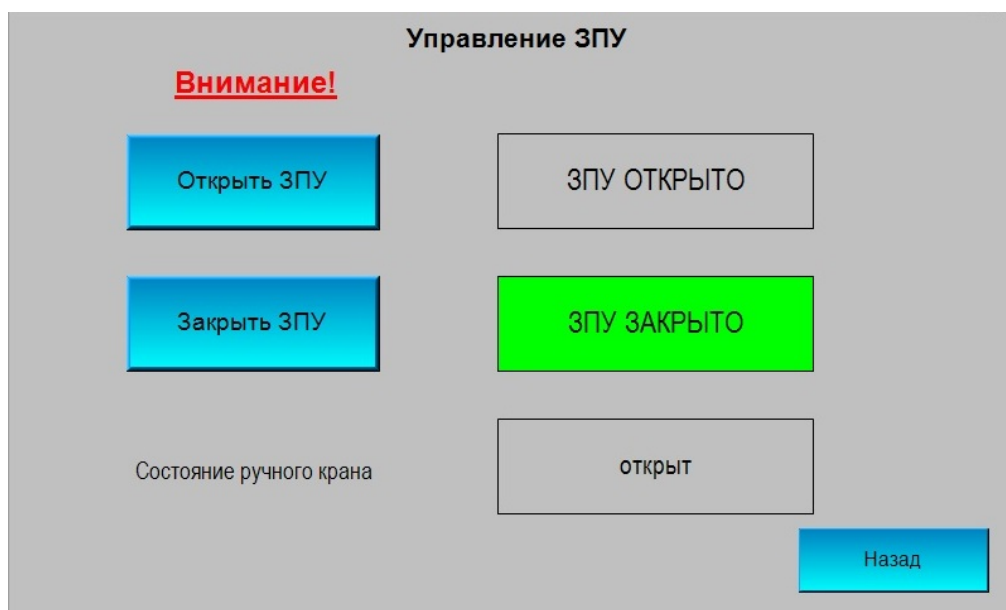 Управление ЗПУ
Внимание!
Открыть ЗПУ
ЗПУ ОТКРЫТО
Закрыть ЗПУ
ЗПУ ЗАКРЫТО
Состояние ручного крана
открыт
Назад